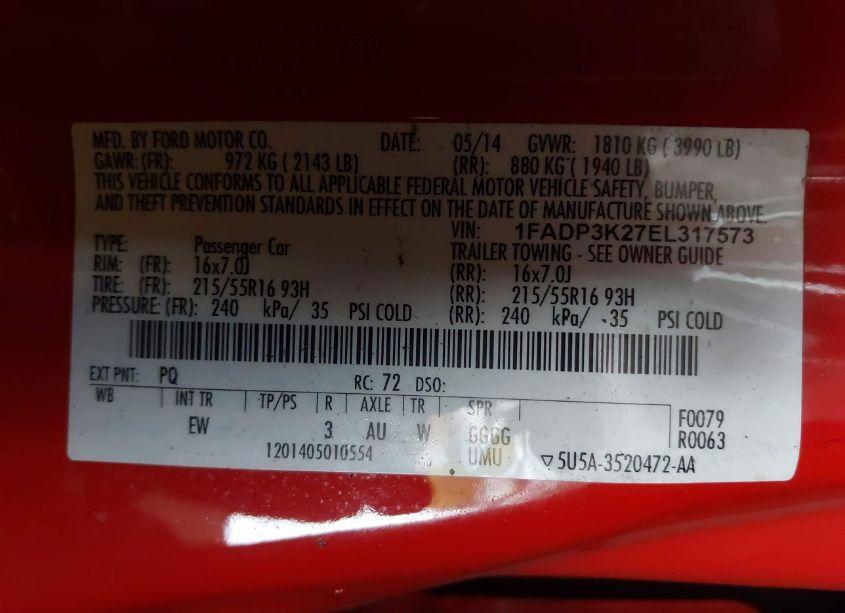 MFD. BY FORD MOTOR CO. DATE: 05/14 GVWR: 1810 KG ( 3990 LB)
GAWR: (FR): 972 KG ( 2143 LB) (RR): 880 KG ( 1940 LB)
THIS VEHICLE CONFORMS TO ALL APPLICABLE FEDERAL MOTOR VEHICLE SAFETY, BUMPER,
AND THEFT PREVENTION STANDARDS IN EFFECT ON THE DATE OF MANUFACTURE SHOWN ABOVE.
VIN: 1FADP3K27EL317573
TYPE: Passenger Car TRAILER TOWING - SEE OWNER GUIDE
RIM: (FR): 16x7.0J (RR): 16x7.0J
TIRE: (FR): 215/55R16 93H (RR): 215/55R16 93H
PRESSURE: (FR): 240 kPa/ 35 PSI COLD (RR): 240 kPa/ 35 PSI COLD
EXT PNT: PQ RC: 72 DSO:
WB INT TR TP/PS R AXLE TR SPR F0079
EW 3 AU W GGGG R0063
1201405010554 UMU ▽5U5A-3520472-AA